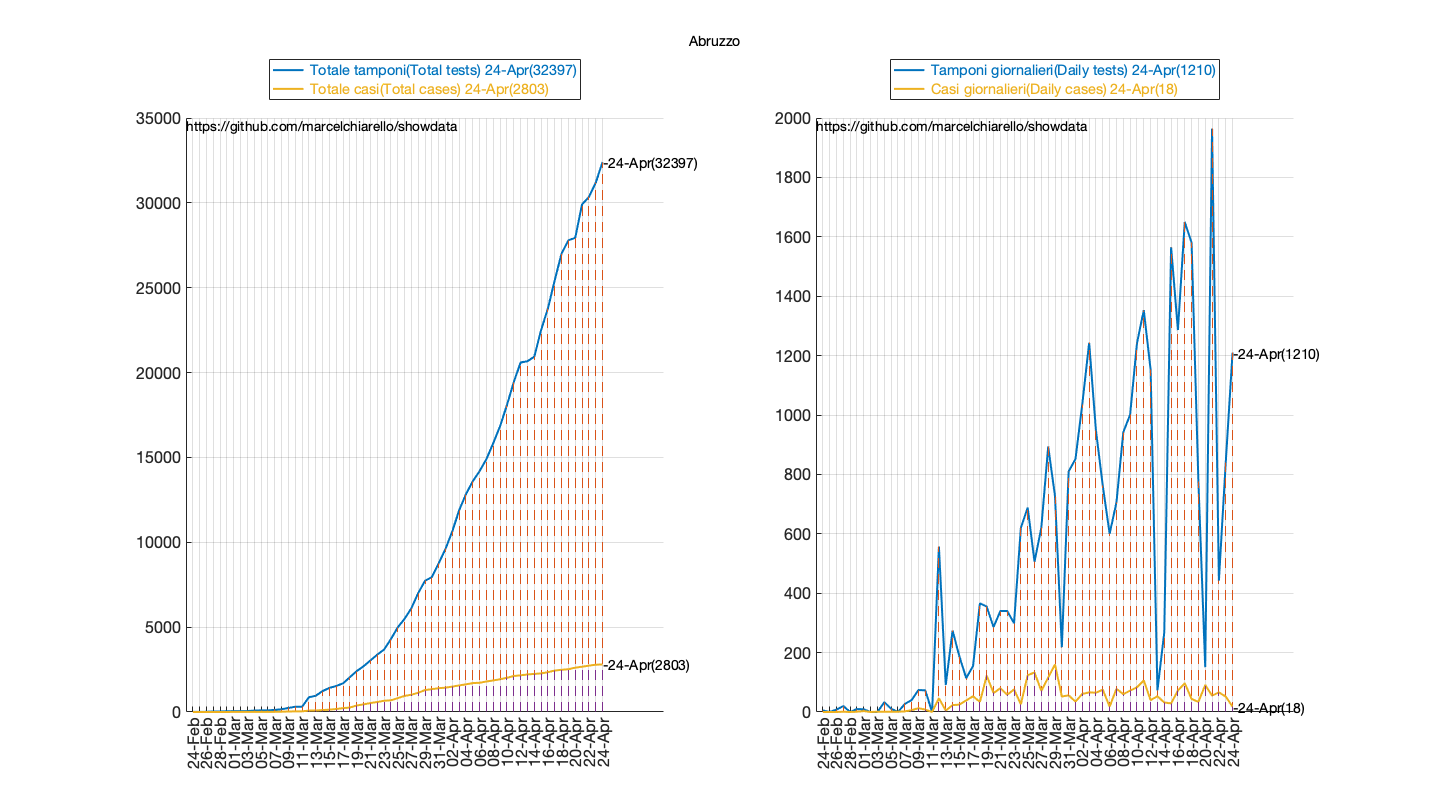 Abruzzo
Totale tamponi(Total tests) 24-Apr(32397)
Totale casi(Total cases) 24-Apr(2803)
35000
30000
25000
20000
15000
10000
5000
0
https://github.com/marcelchiarello/showdata
24-Apr(32397)
24-Apr(2803)
24-Feb
26-Feb
28-Feb
01-Mar
03-Mar
05-Mar
07-Mar
09-Mar
11-Mar
13-Mar
15-Mar
17-Mar
19-Mar
21-Mar
23-Mar
25-Mar
27-Mar
29-Mar
31-Mar
02-Apr
04-Apr
06-Apr
08-Apr
10-Apr
12-Apr
14-Apr
16-Apr
18-Apr
20-Apr
22-Apr
24-Apr
Tamponi giornalieri(Daily tests) 24-Apr(1210)
Casi giornalieri(Daily cases) 24-Apr(18)
2000
1800
1600
1400
1200
1000
800
600
400
200
0
https://github.com/marcelchiarello/showdata
24-Apr(1210)
24-Apr(18)
24-Feb
26-Feb
28-Feb
01-Mar
03-Mar
05-Mar
07-Mar
09-Mar
11-Mar
13-Mar
15-Mar
17-Mar
19-Mar
21-Mar
23-Mar
25-Mar
27-Mar
29-Mar
31-Mar
02-Apr
04-Apr
06-Apr
08-Apr
10-Apr
12-Apr
14-Apr
16-Apr
18-Apr
20-Apr
22-Apr
24-Apr